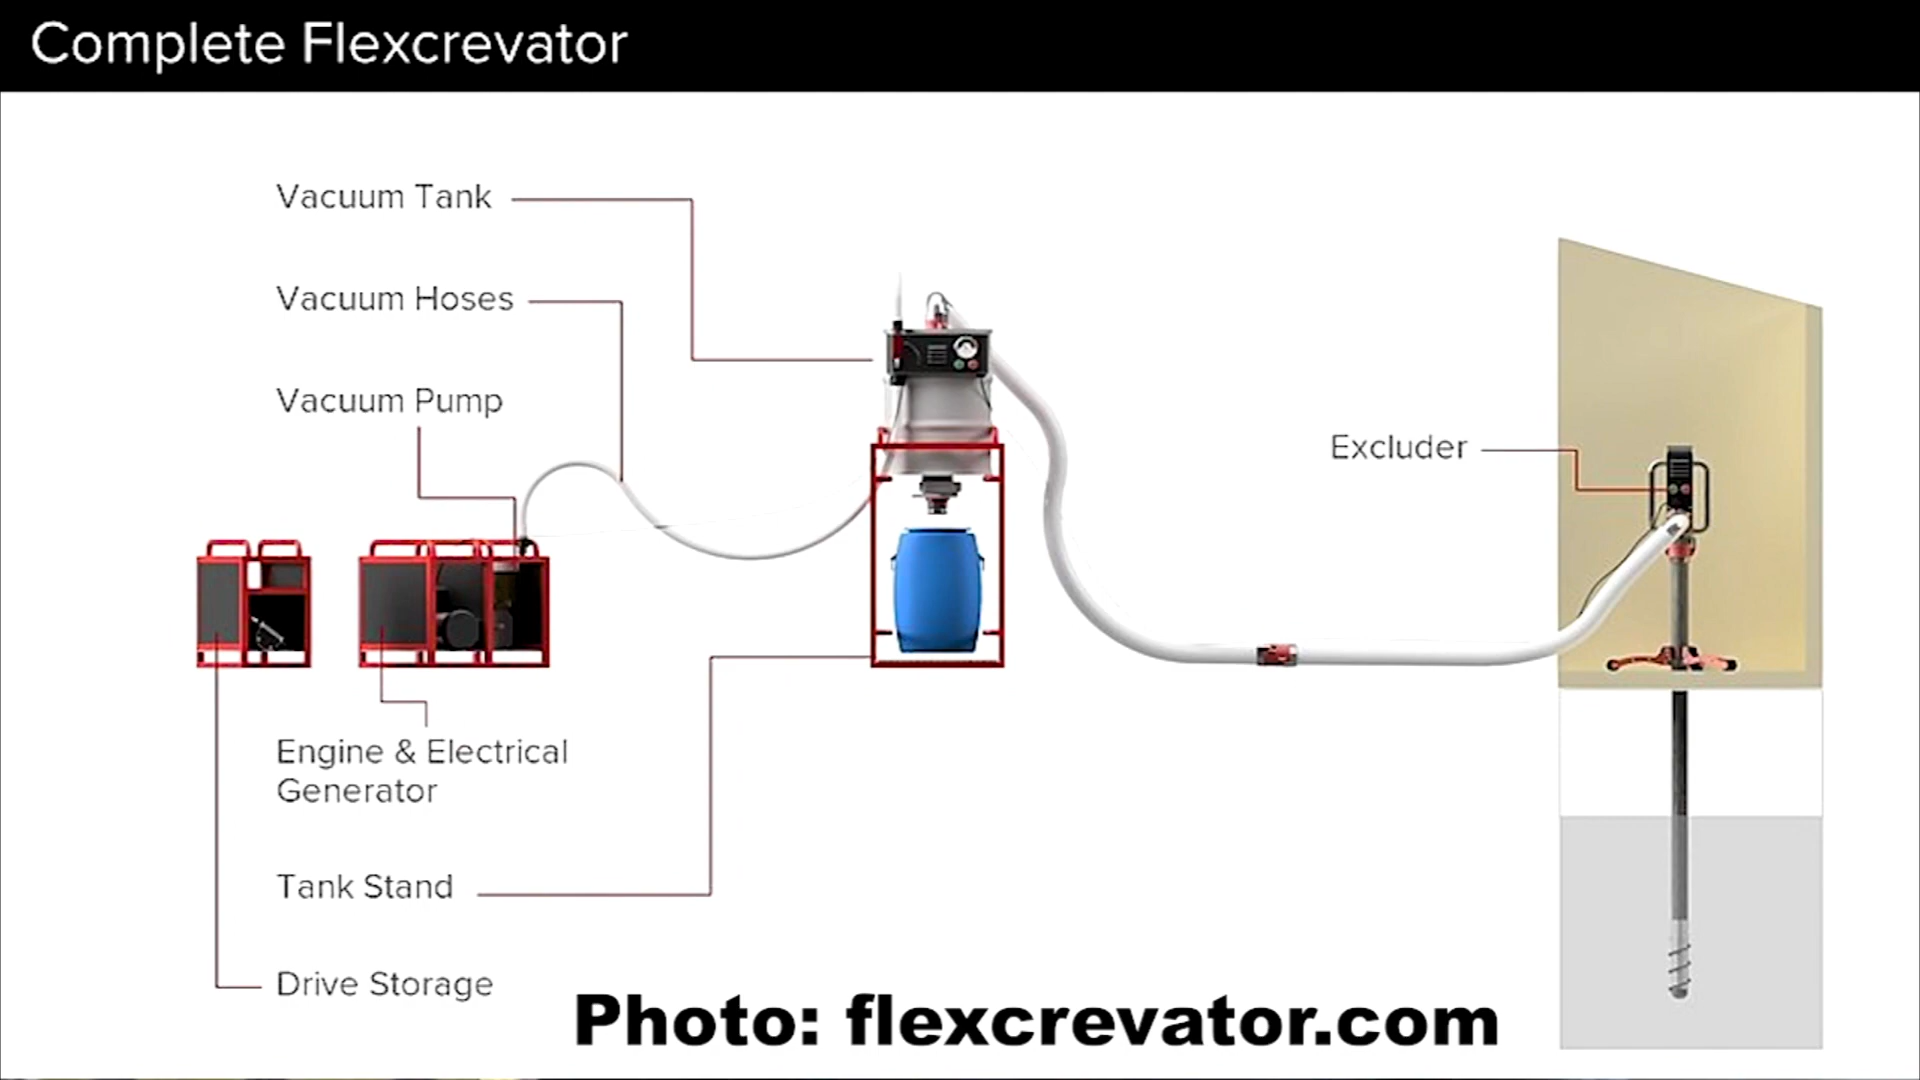 Complete Flexcrevator
Vacuum Tank
Vacuum Hoses
Vacuum Pump
Excluder
Engine & Electrical
Generator
Tank Stand
Drive Storage
Photo: flexcrevator.com